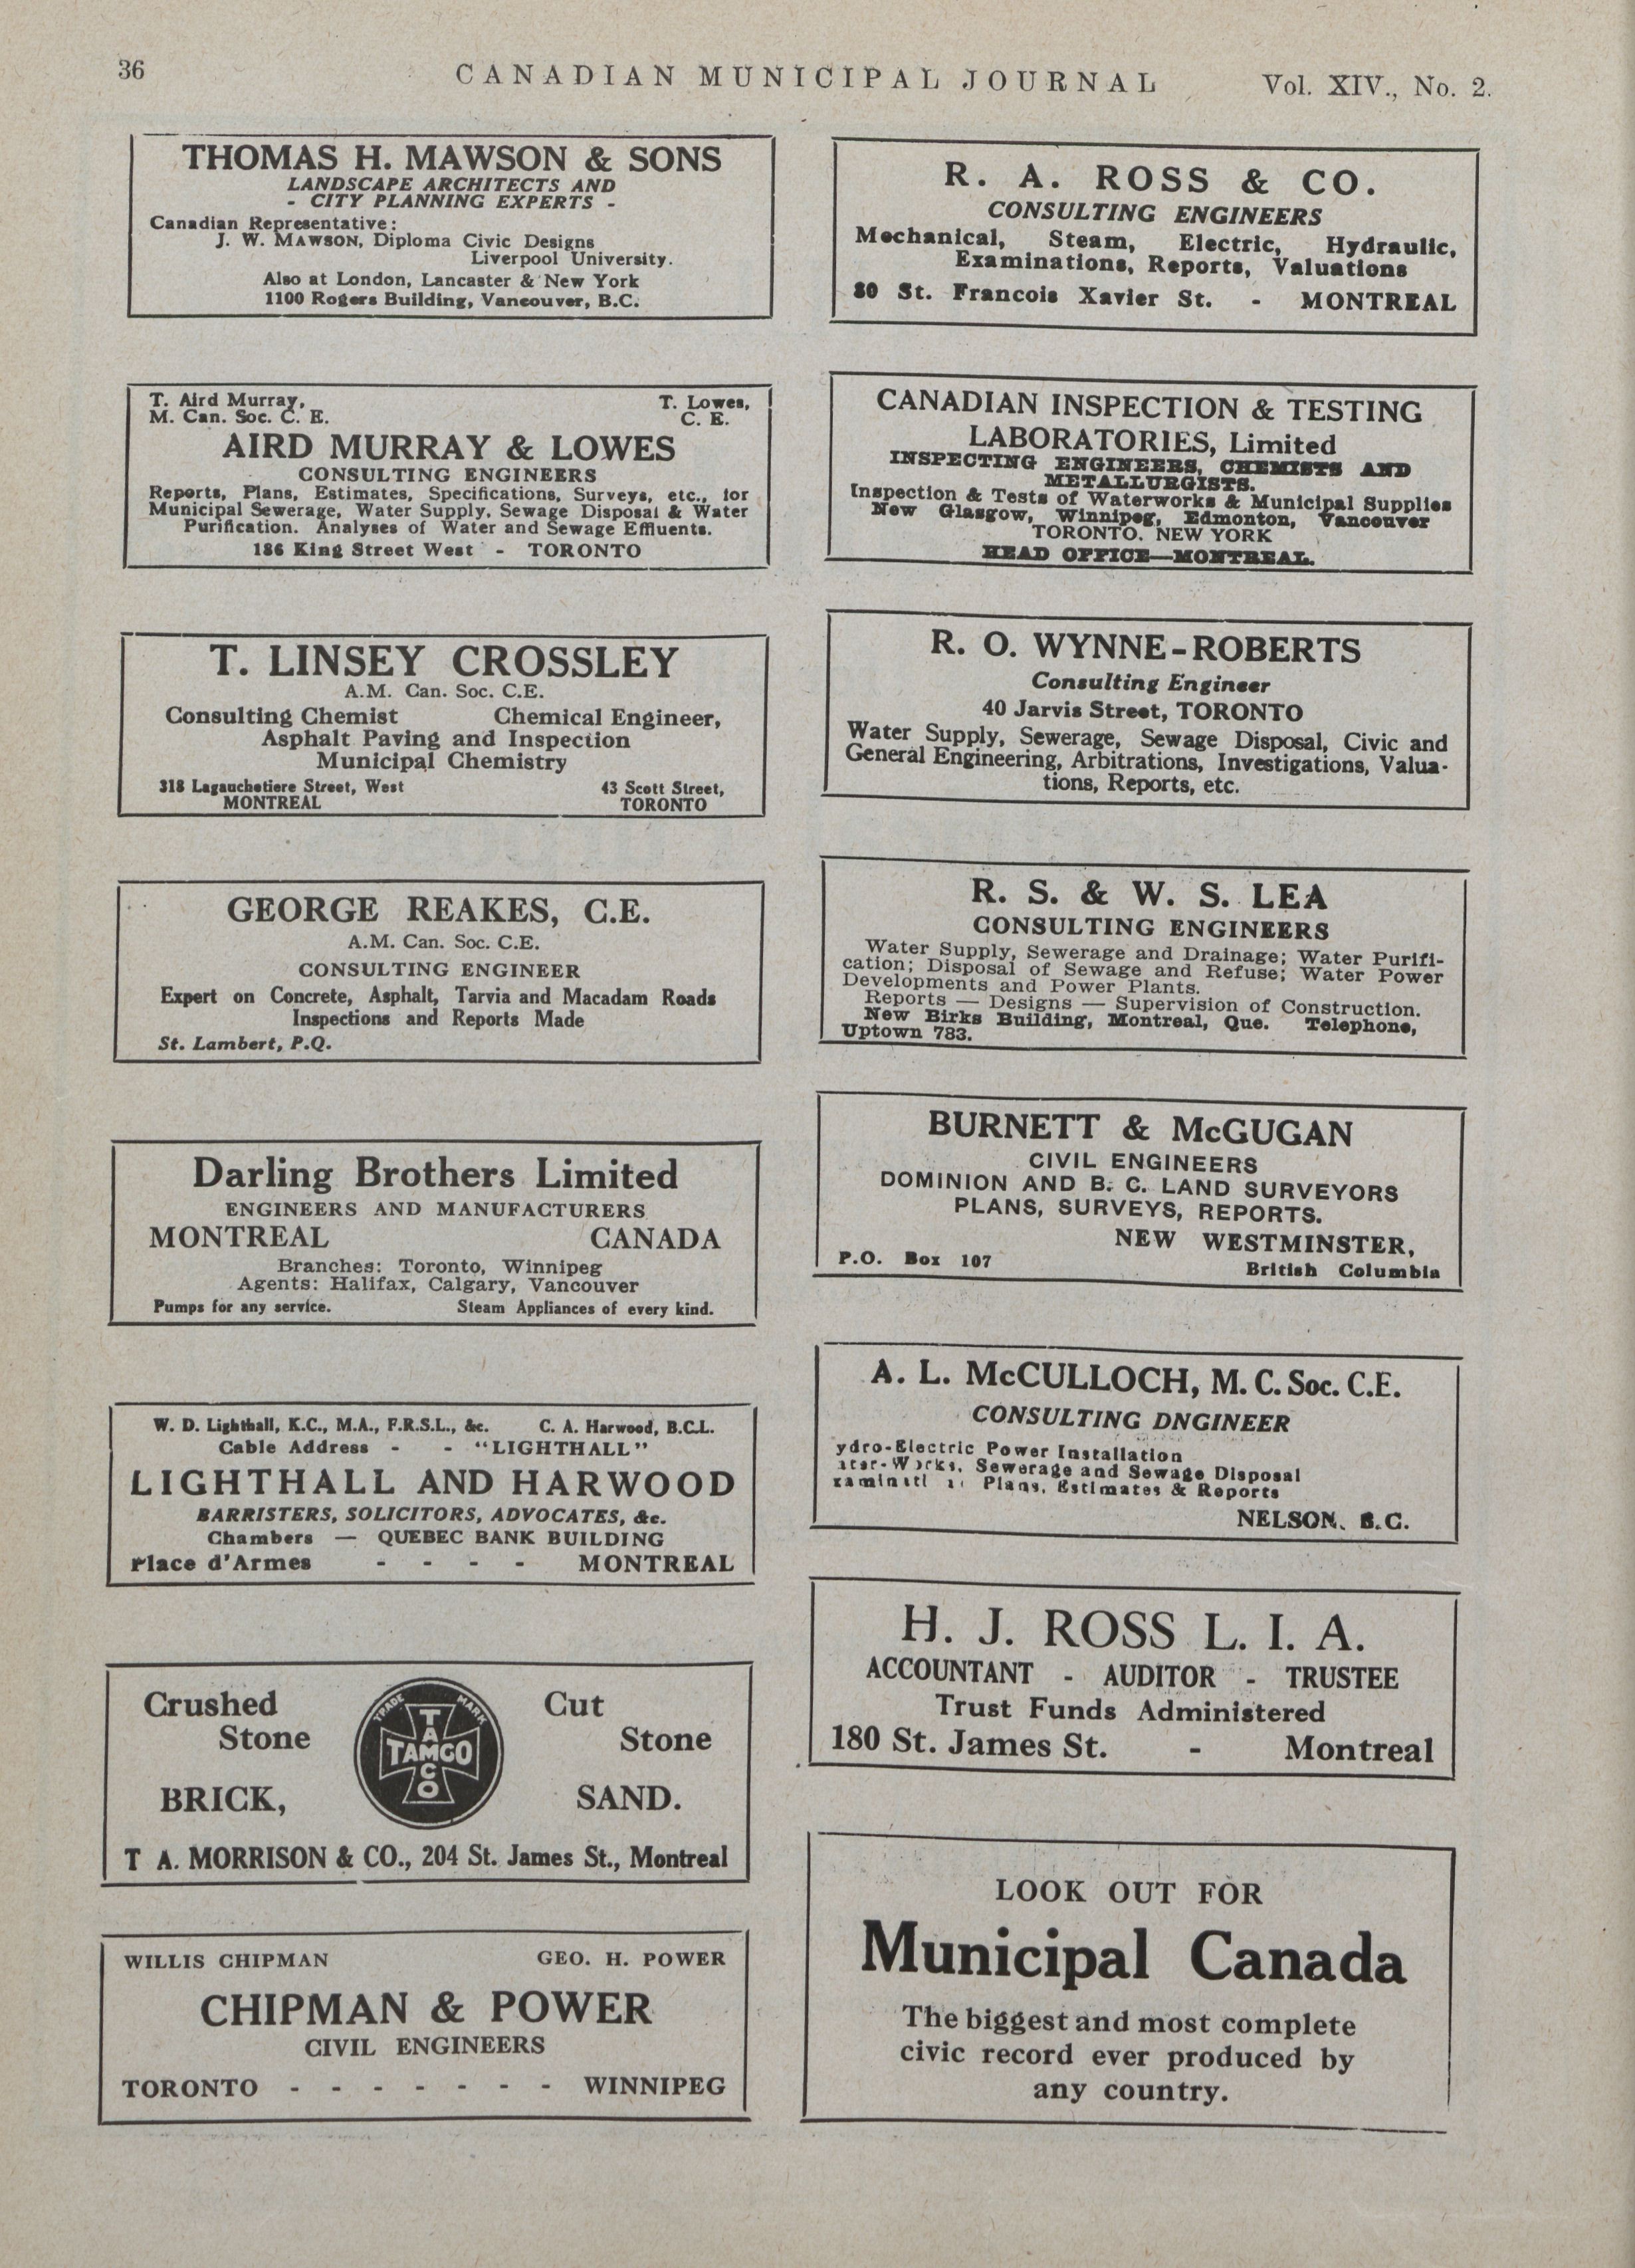 36
CANADIAN MUNICIPAL JOURNAL
Vol. XIV., No. 2.
THOMAS H. MAWSON & SONS
LANDSCAPE ARCHITECTS AND
- CITY PLANNING EXPERTS -
Canadian Representative:
J. W. MAWSON, Diploma Civic Designs
Liverpool University.
Also at London, Lancaster & New York
1100 Rogers Building, Vancouver, B.C.
T. Aird Murray, T. Lowes,
M. Can. Soc. C. E. C. E.
AIRD MURRAY & LOWES
CONSULTING ENGINEERS
Reports, Plans, Estimates, Specifications, Surveys, etc., for
Municipal Sewerage, Water Supply, Sewage Disposal & Water
Purification. Analyses of Water and Sewage Effluents.
186 King Street West - TORONTO
T. LINSEY CROSSLEY
A.M. Can. Soc. C.E.
Consulting Chemist Chemical Engineer,
Asphalt Paving and Inspection
Municipal Chemistry
318 Lagauchetiere Street, West 43 Scott Street,
MONTREAL TORONTO
GEORGE REAKES, C.E.
A.M. Can. Soc. C.E.
CONSULTING ENGINEER
Expert on Concrete, Asphalt, Tarvia and Macadam Roads
Inspections and Reports Made
St. Lambert, P.Q.
Darling Brothers Limited
ENGINEERS AND MANUFACTURERS
MONTREAL CANADA
Branches: Toronto, Winnipeg
Agents: Halifax, Calgary, Vancouver
Pumps for any service. Steam Appliances of every kind.
W. D. Lighthall, K.C., M.A., F.R.S.L., &c. C. A. Harwood, B.C.L.
Cable Address - - "LIGHTHALL"
LIGHTHALL AND HARWOOD
BARRISTERS, SOLICITORS, ADVOCATES, &c.
Chambers — QUEBEC BANK BUILDING
Place d'Armes - - - - MONTREAL
Crushed Cut
Stone Stone
TRADE MARK
TAMCO
TAMCO
BRICK, SAND.
T A. MORRISON & CO., 204 St. James St., Montreal
WILLIS CHIPMAN GEO. H. POWER
CHIPMAN & POWER
CIVIL ENGINEERS
TORONTO - - - - - - - WINNIPEG
R. A. ROSS & CO.
CONSULTING ENGINEERS
Mechanical, Steam, Electric, Hydraulic,
Examinations, Reports, Valuations
80 St. Francois Xavier St. - MONTREAL
CANADIAN INSPECTION & TESTING
LABORATORIES, Limited
INSPECTING ENGINEERS, CHEMISTS AND
METALLURGISTS.
Inspection & Tests of Waterworks & Municipal Supplies
New Glasgow, Winnipeg, Edmonton, Vancouver
TORONTO. NEW YORK
HEAD OFFICE—MONTREAL.
R. O. WYNNE-ROBERTS
Consulting Engineer
40 Jarvis Street, TORONTO
Water Supply, Sewerage, Sewage Disposal, Civic and
General Engineering, Arbitrations, Investigations, Valua-
tions, Reports, etc.
R. S. & W. S. LEA
CONSULTING ENGINEERS
Water Supply, Sewerage and Drainage; Water Purifi-
cation; Disposal of Sewage and Refuse; Water Power
Developments and Power Plants.
Reports — Designs — Supervision of Construction.
New Birks Building, Montreal, Que. Telephone,
Uptown 783.
BURNETT & McGUGAN
CIVIL ENGINEERS
DOMINION AND B. C. LAND SURVEYORS
PLANS, SURVEYS, REPORTS.
NEW WESTMINSTER,
P.O. Box 107 British Columbia
A. L. McCULLOCH, M. C. Soc. C.E.
CONSULTING DNGINEER
ydro-Electric Power Installation
ater-Works, Sewerage and Sewage Disposal
Plans, Estimates & Reports
NELSON, B.C.
H. J. ROSS L. I. A.
ACCOUNTANT - AUDITOR - TRUSTEE
Trust Funds Administered
180 St. James St. - Montreal
LOOK OUT FOR
Municipal Canada
The biggest and most complete
civic record ever produced by
any country.